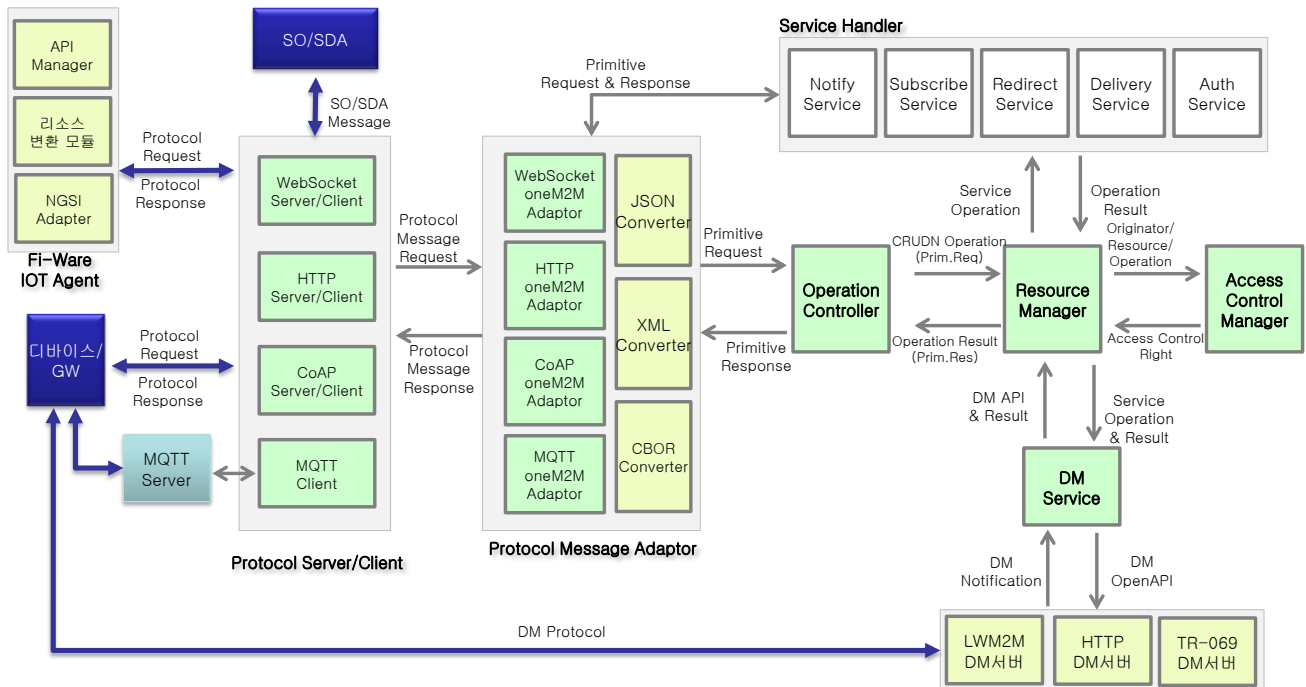 API
Manager
리소스
변환 모듈
NGSI
Adapter
Fi-Ware
IOT Agent
SO/SDA
SO/SDA
Message
Protocol
Request
Protocol
Response
디바이스/
GW
Protocol
Request
Protocol
Response
MQTT
Server
WebSocket
Server/Client
HTTP
Server/Client
CoAP
Server/Client
MQTT
Client
Protocol Server/Client
Protocol
Message
Request
Protocol
Message
Response
WebSocket
oneM2M
Adaptor
HTTP
oneM2M
Adaptor
CoAP
oneM2M
Adaptor
MQTT
oneM2M
Adaptor
JSON
Converter
XML
Converter
CBOR
Converter
Protocol Message Adaptor
Primitive
Request & Response
Primitive
Request
Primitive
Response
Service Handler
Notify
Service
Subscribe
Service
Redirect
Service
Delivery
Service
Auth
Service
Service
Operation
Operation
Result
Originator/
Resource/
Operation
CRUDN Operation
(Prim.Req)
Operation
Controller
Resource
Manager
Access
Control
Manager
Operation Result
(Prim.Res)
Access Control
Right
DM API
& Result
Service
Operation
& Result
DM
Service
DM
Notification
DM
OpenAPI
DM Protocol
LWM2M
DM서버
HTTP
DM서버
TR-069
DM서버